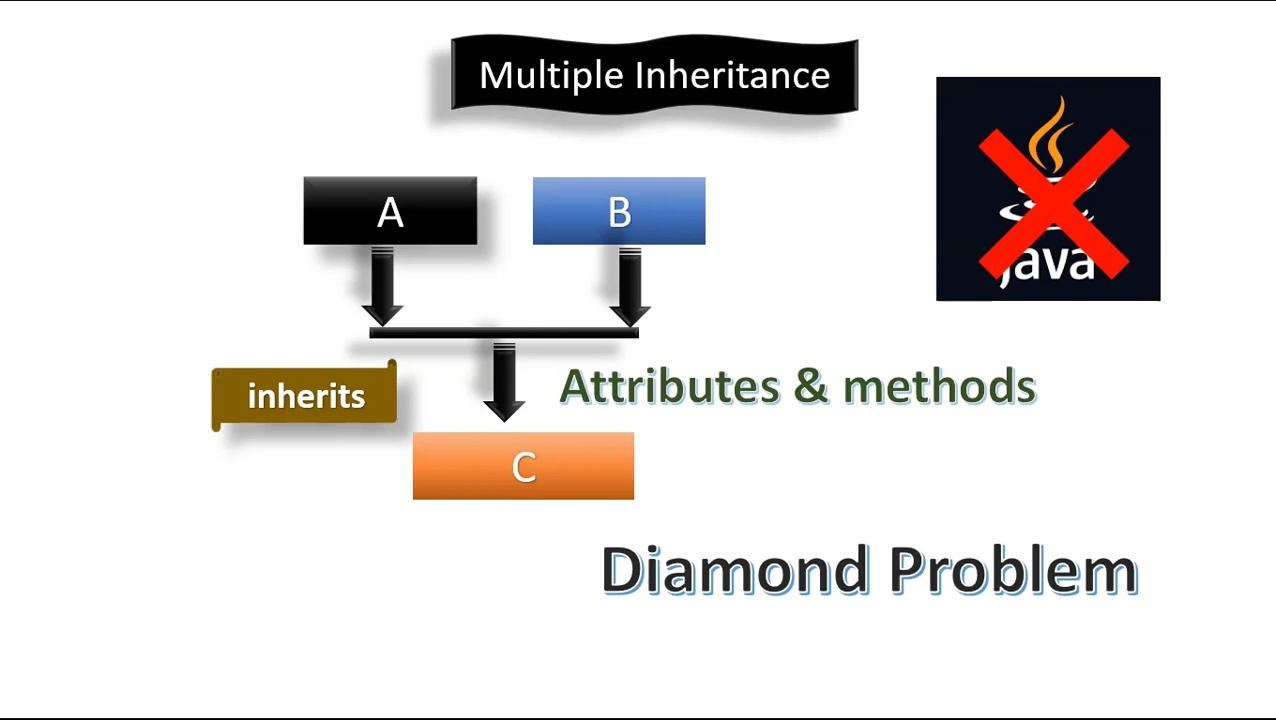 Multiple Inheritance
A
B
java
inherits
Attributes & methods
C
Diamond Problem